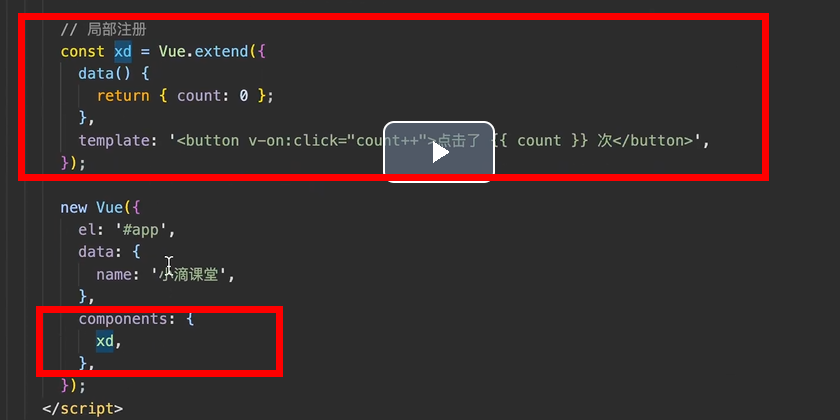 // 局部注册
const xd = Vue.extend({
data() {
return { count: 0 };
},
template: '<button v-on:click="count++">点击了 {{ count }} 次</button>',
});
new Vue({
el: '#app',
data: {
name: '小滴课堂',
},
components: {
xd,
},
});
</script>